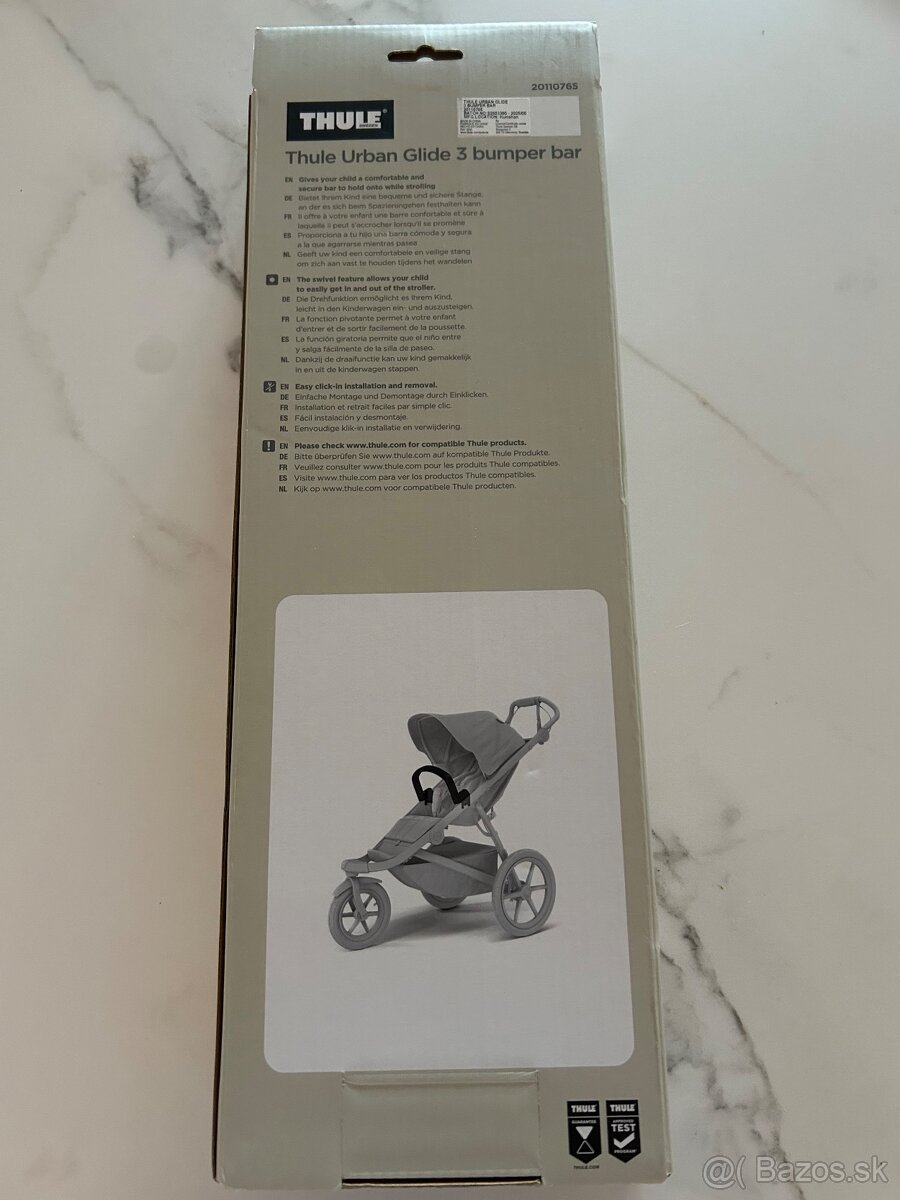 20110765
THULE
SWEDEN
THULE URBAN GLIDE
3 BUMPER BAR
20110765
Thule Urban Glide 3 bumper bar
EN Gives your child a comfortable and
secure bar to hold onto while strolling
DE Bietet Ihrem Kind eine bequeme und sichere Stange,
an der es sich beim Spazierengehen festhalten kann
FR Il offre à votre enfant une barre confortable et sûre à
laquelle il peut s'accrocher lorsqu'il se promène
ES Proporciona a tu hijo una barra cómoda y segura
a la que agarrarse mientras pasea
NL Geeft uw kind een comfortabele en veilige stang
om zich aan vast te houden tijdens het wandelen
EN The swivel feature allows your child
to easily get in and out of the stroller.
DE Die Drehfunktion ermöglicht es Ihrem Kind,
leicht in den Kinderwagen ein- und auszusteigen.
FR La fonction pivotante permet à votre enfant
d'entrer et de sortir facilement de la poussette.
ES La función giratoria permite que el niño entre
y salga fácilmente de la silla de paseo.
NL Dankzij de draaifunctie kan uw kind gemakkelijk
in en uit de kinderwagen stappen.
EN Easy click-in installation and removal.
DE Einfache Montage und Demontage durch Einklicken.
FR Installation et retrait faciles par simple clic.
ES Fácil instalación y desmontaje.
NL Eenvoudige klik-in installatie en verwijdering.
! EN Please check www.thule.com for compatible Thule products.
DE Bitte überprüfen Sie www.thule.com auf kompatible Thule Produkte.
FR Veuillez consulter www.thule.com pour les produits Thule compatibles.
ES Visite www.thule.com para ver los productos Thule compatibles.
NL Kijk op www.thule.com voor compatibele Thule producten.
THULE THULE
GUARANTEE
APPROVED
TEST
PROGRAM
THULE.COM
@( Bazos.sk